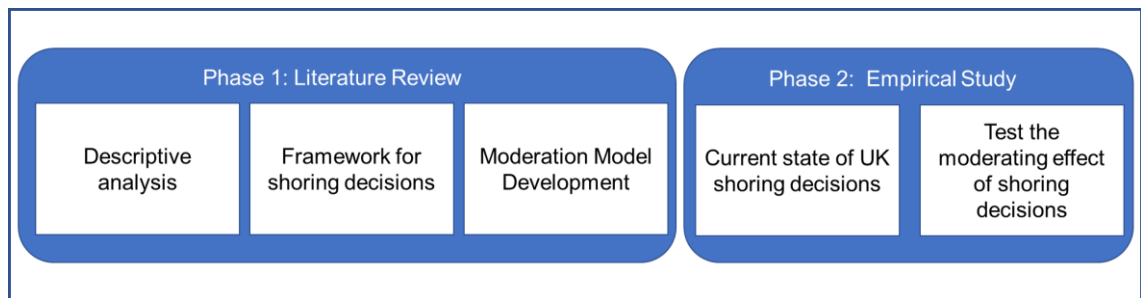 Phase 1: Literature Review
Descriptive
analysis
Framework for
shoring decisions
Moderation Model
Development
Phase 2: Empirical Study
Current state of UK
shoring decisions
Test the
moderating effect
of shoring
decisions